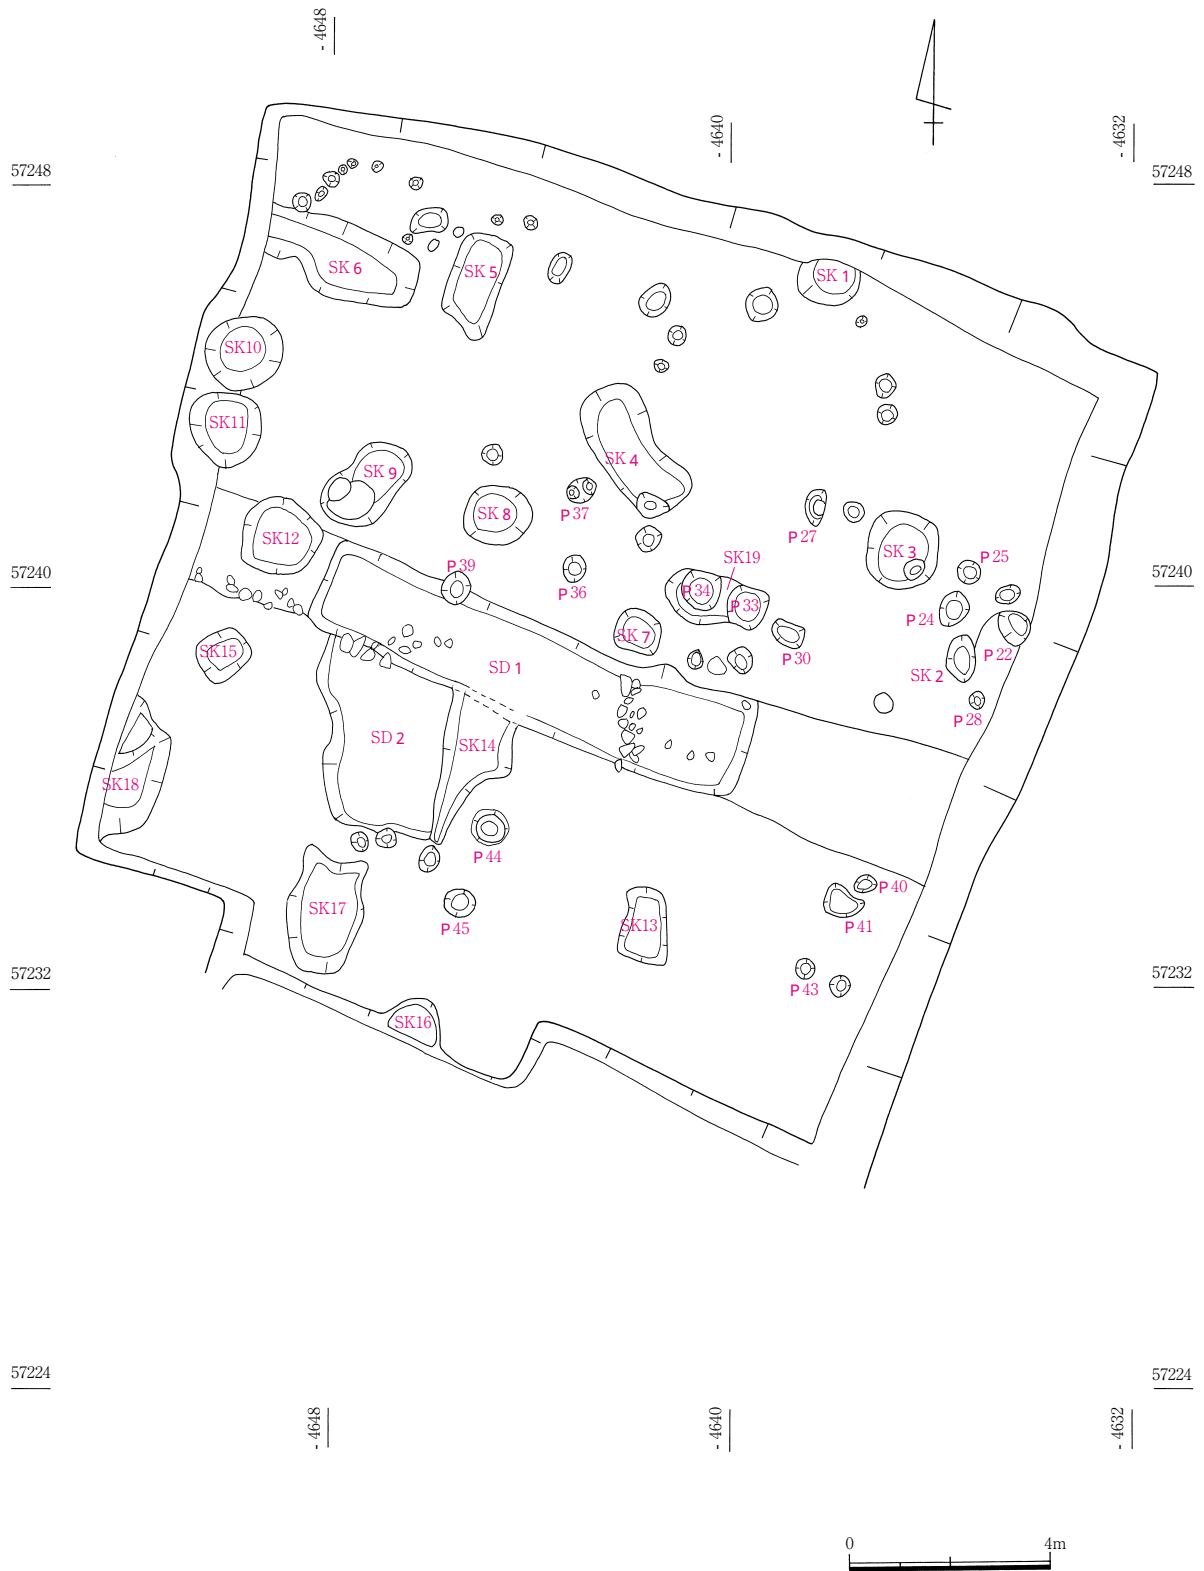 - 4648
- 4640
- 4632
57248
57248
SK 6
SK 5
SK 1
SK10
SK11
SK 9
SK 4
SK 8
P 37
P 27
SK12
SK 3
P 25
SK19
P 39
57240
57240
P 36
P 34
P 33
P 24
SK 7
SK15
P 30
P 22
SD 1
SK 2
P 28
SD 2
SK14
SK18
P 44
P 40
SK17
P 45
SK13
P 41
57232
57232
P 43
SK16
57224
57224
- 4648
- 4640
- 4632
0 4m